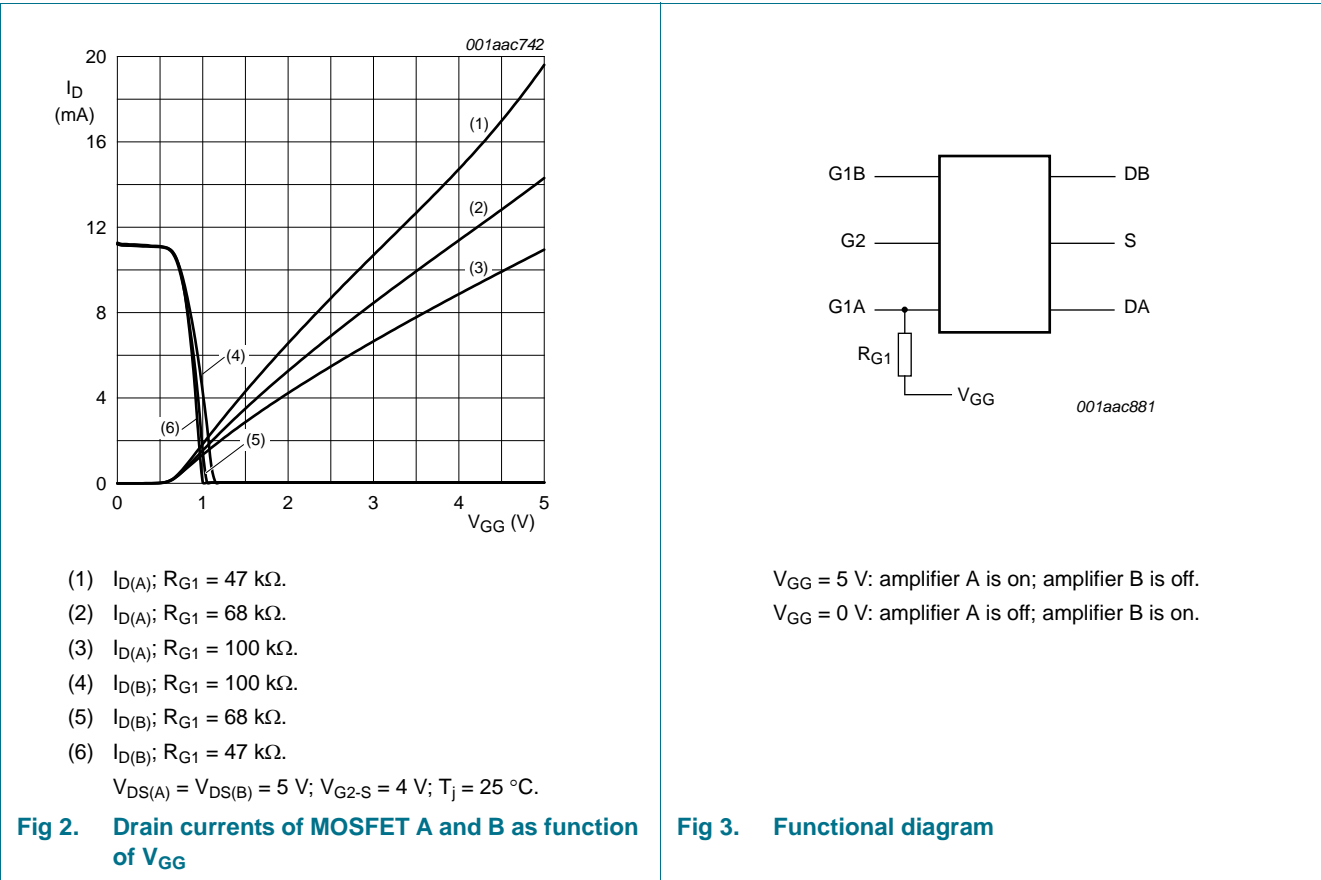 001aac742
20
I_D
(mA)
16
12
8
4
0
(1)
(2)
(3)
(4)
(6)
(5)
0 1 2 3 4 5
V_GG (V)
(1) I_D(A); R_G1 = 47 kΩ.
(2) I_D(A); R_G1 = 68 kΩ.
(3) I_D(A); R_G1 = 100 kΩ.
(4) I_D(B); R_G1 = 100 kΩ.
(5) I_D(B); R_G1 = 68 kΩ.
(6) I_D(B); R_G1 = 47 kΩ.
V_DS(A) = V_DS(B) = 5 V; V_G2-S = 4 V; T_j = 25 °C.
Fig 2. Drain currents of MOSFET A and B as function
of V_GG
G1B DB
G2 S
G1A DA
R_G1
V_GG
001aac881
V_GG = 5 V: amplifier A is on; amplifier B is off.
V_GG = 0 V: amplifier A is off; amplifier B is on.
Fig 3. Functional diagram